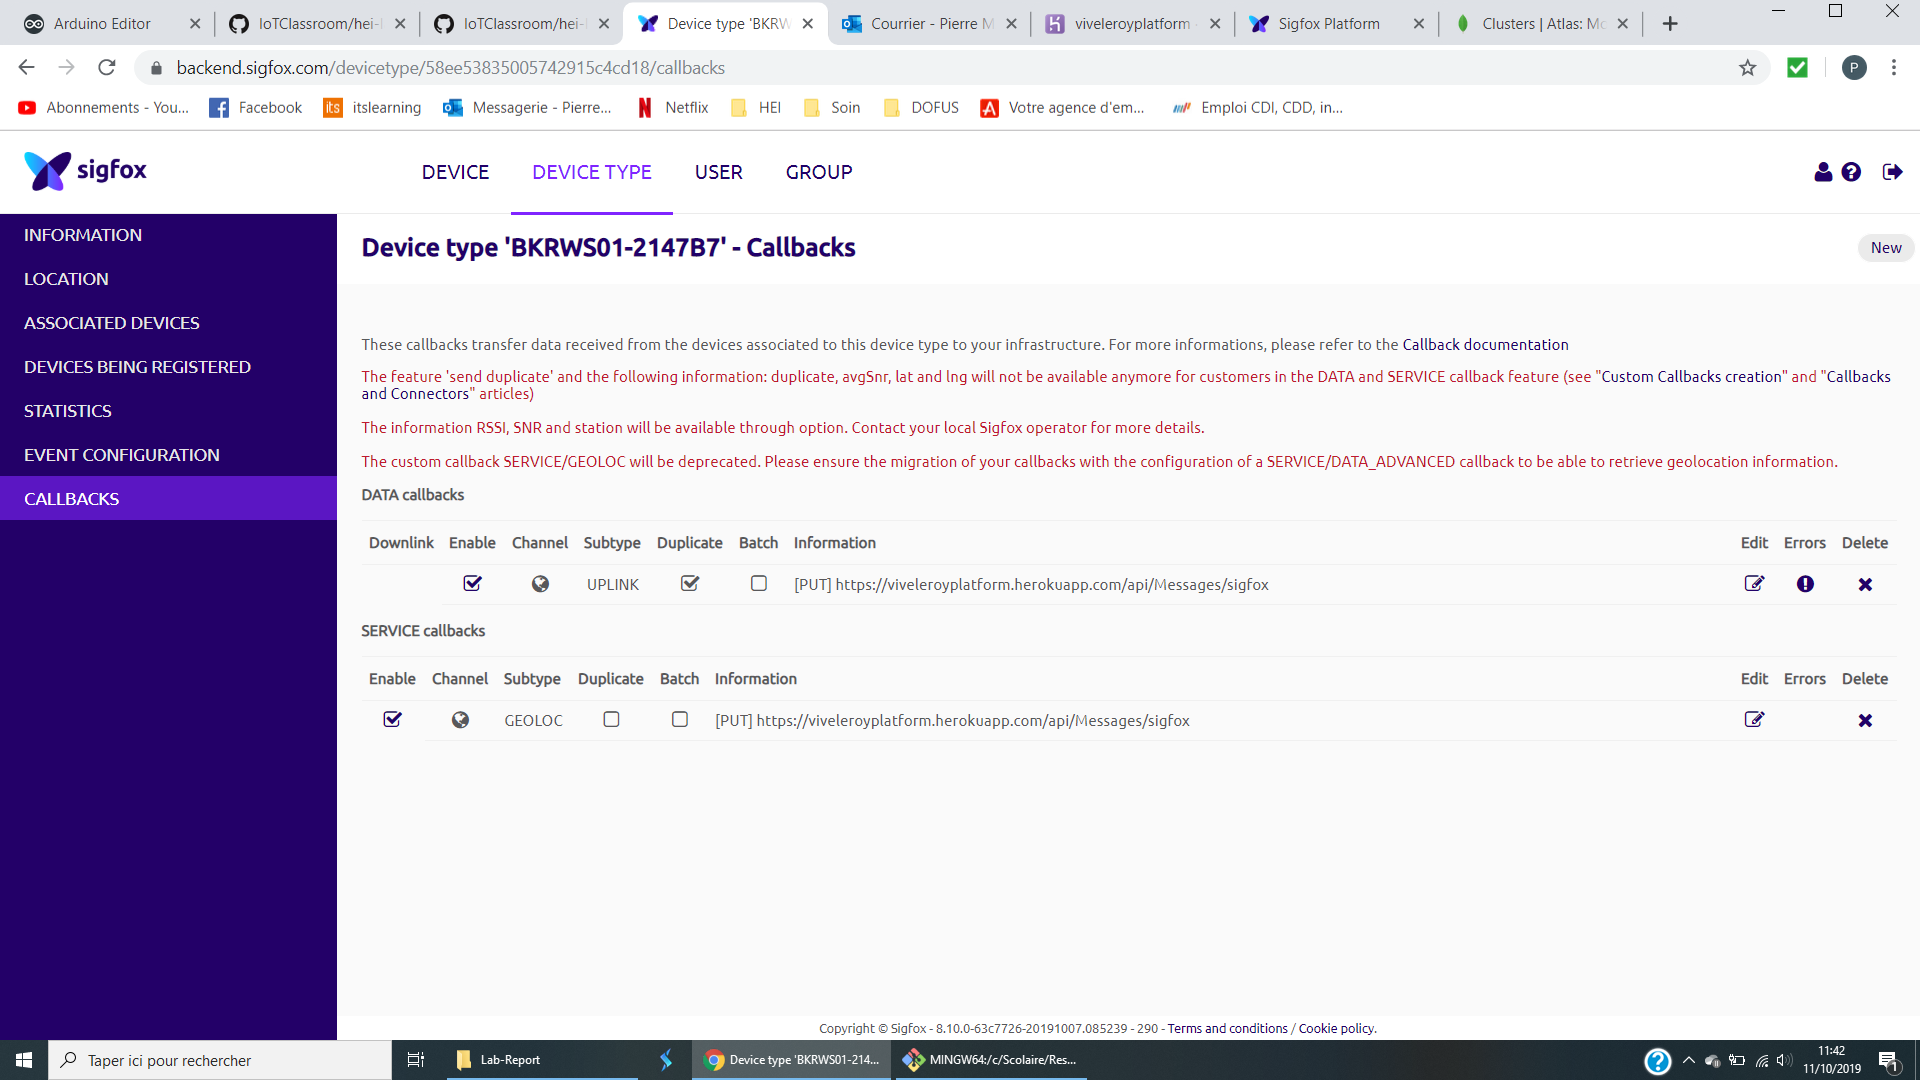 Arduino Editor
IoTClassroom/hei-
IoTClassroom/hei-
Device type 'BKRW
Courrier - Pierre M
viveleroyplatform
Sigfox Platform
Clusters | Atlas: Mo
backend.sigfox.com/devicetype/58ee53835005742915c4cd18/callbacks
P
Abonnements - You...
Facebook
its
itslearning
Messagerie - Pierre...
Netflix
HEI
Soin
DOFUS
Votre agence d'em...
Emploi CDI, CDD, in...
sigfox
DEVICE
DEVICE TYPE
USER
GROUP
INFORMATION
LOCATION
ASSOCIATED DEVICES
DEVICES BEING REGISTERED
STATISTICS
EVENT CONFIGURATION
CALLBACKS
Device type 'BKRWS01-2147B7' - Callbacks
New
These callbacks transfer data received from the devices associated to this device type to your infrastructure. For more informations, please refer to the Callback documentation
The feature 'send duplicate' and the following information: duplicate, avgSnr, lat and lng will not be available anymore for customers in the DATA and SERVICE callback feature (see "Custom Callbacks creation" and "Callbacks
and Connectors" articles)
The information RSSI, SNR and station will be available through option. Contact your local Sigfox operator for more details.
The custom callback SERVICE/GEOLOC will be deprecated. Please ensure the migration of your callbacks with the configuration of a SERVICE/DATA_ADVANCED callback to be able to retrieve geolocation information.
DATA callbacks
Downlink Enable Channel Subtype Duplicate Batch Information Edit Errors Delete
UPLINK [PUT] https://viveleroyplatform.herokuapp.com/api/Messages/sigfox
SERVICE callbacks
Enable Channel Subtype Duplicate Batch Information Edit Errors Delete
GEOLOC [PUT] https://viveleroyplatform.herokuapp.com/api/Messages/sigfox
Copyright © Sigfox - 8.10.0-63c7726-20191007.085239 - 290 - Terms and conditions / Cookie policy.
Taper ici pour rechercher
Lab-Report
Device type 'BKRWS01-214...
MINGW64:/c/Scolaire/Res...
11:42
11/10/2019
1